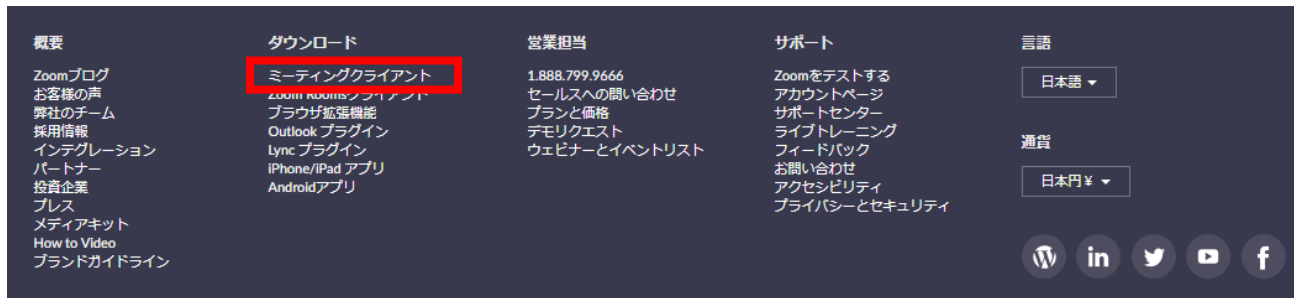 概要
Zoomブログ
お客様の声
弊社のチーム
採用情報
インテグレーション
パートナー
投資企業
プレス
メディアキット
How to Video
ブランドガイドライン
ダウンロード
ミーティングクライアント
Zoom Roomsクライアント
ブラウザ拡張機能
Outlook プラグイン
Lync プラグイン
iPhone/iPad アプリ
Androidアプリ
営業担当
1.888.799.9666
セールスへの問い合わせ
プランと価格
デモリクエスト
ウェビナーとイベントリスト
サポート
Zoomをテストする
アカウントページ
サポートセンター
ライブトレーニング
フィードバック
お問い合わせ
アクセシビリティ
プライバシーとセキュリティ
言語
日本語
通貨
日本円 ¥